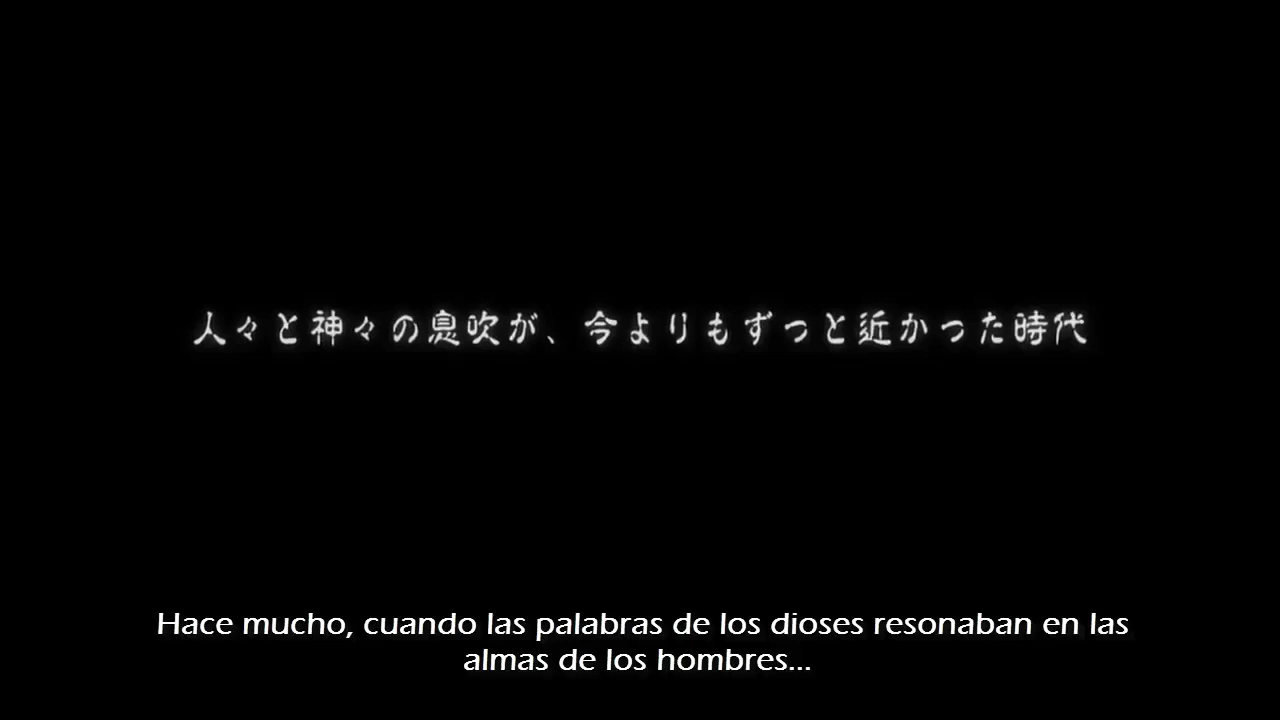 人々と神々の息吹が、今よりもずっと近かった時代
Hace mucho, cuando las palabras de los dioses resonaban en las
almas de los hombres...